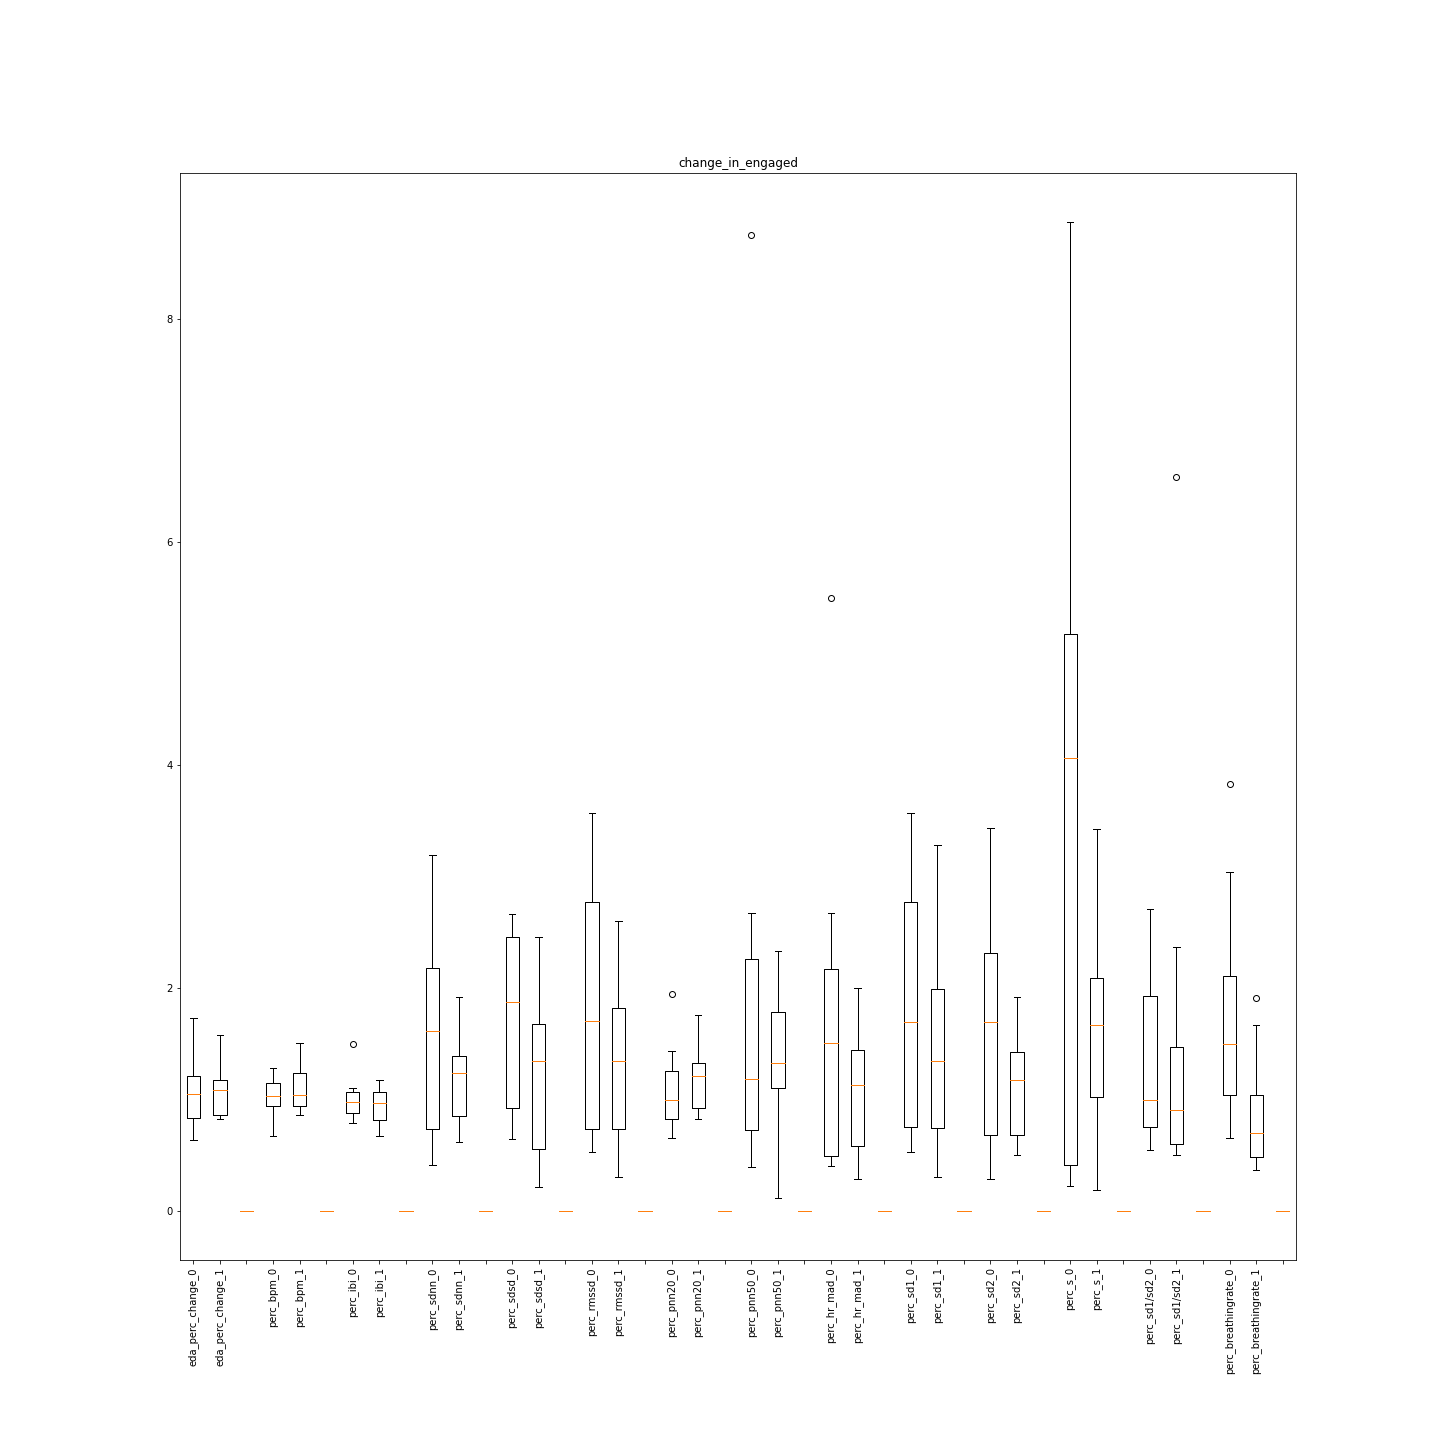 change_in_engaged
8
6
4
2
0
eda_perc_change_0
eda_perc_change_1
perc_bpm_0
perc_bpm_1
perc_ibi_0
perc_ibi_1
perc_sdnn_0
perc_sdnn_1
perc_sdsd_0
perc_sdsd_1
perc_rmssd_0
perc_rmssd_1
perc_pnn20_0
perc_pnn20_1
perc_pnn50_0
perc_pnn50_1
perc_hr_mad_0
perc_hr_mad_1
perc_sd1_0
perc_sd1_1
perc_sd2_0
perc_sd2_1
perc_s_0
perc_s_1
perc_sd1/sd2_0
perc_sd1/sd2_1
perc_breathingrate_0
perc_breathingrate_1